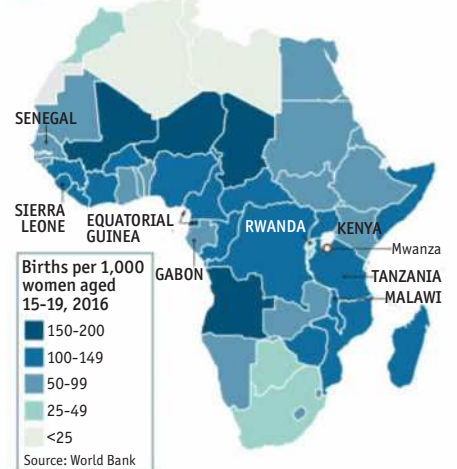 SENEGAL
SIERRA
LEONE
EQUATORIAL
GUINEA
GABON
RWANDA
KENYA
Mwanza
TANZANIA
MALAWI
Births per 1,000
women aged
15-19, 2016
150-200
100-149
50-99
25-49
<25
Source: World Bank